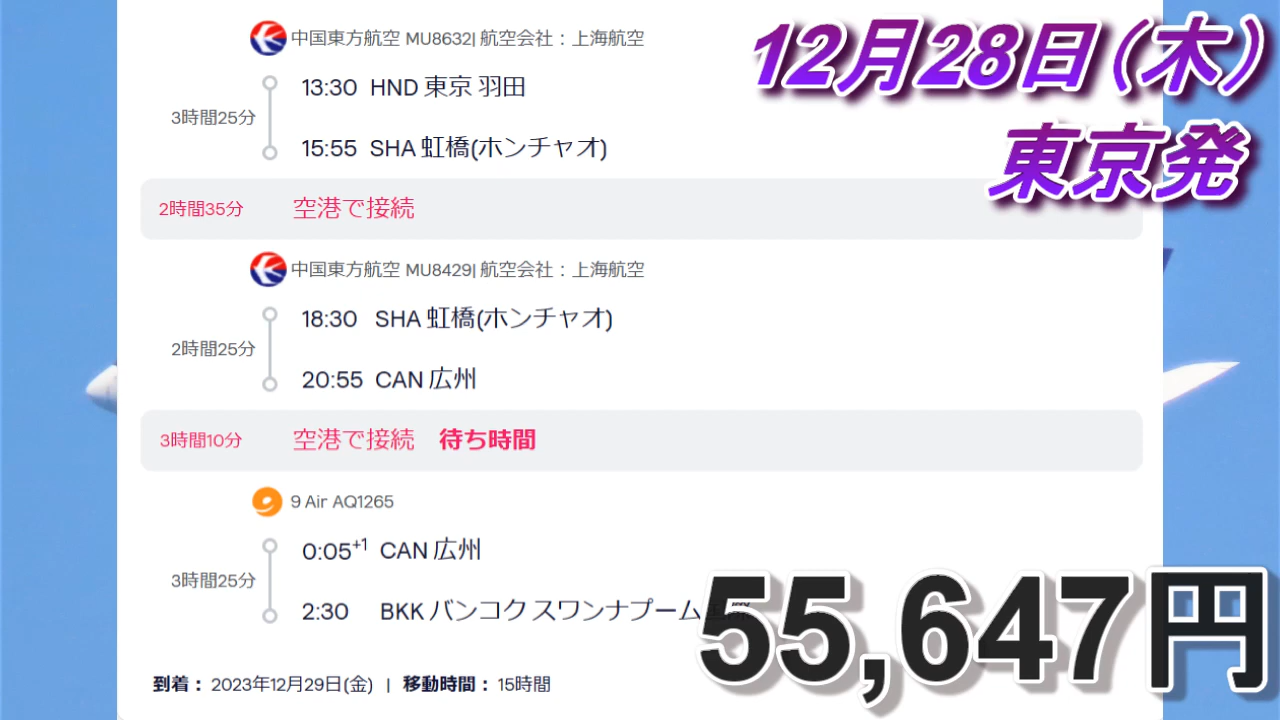 12月28日(木)
東京発
中国東方航空 MU8632| 航空会社：上海航空
13:30 HND 東京 羽田
3時間25分
15:55 SHA 虹橋(ホンチャオ)
2時間35分 空港で接続
中国東方航空 MU8429| 航空会社：上海航空
18:30 SHA 虹橋(ホンチャオ)
2時間25分
20:55 CAN 広州
3時間10分 空港で接続 待ち時間
9 Air AQ1265
0:05+1 CAN 広州
3時間25分
2:30 BKK バンコク スワンナプーム
55,647円
到着： 2023年12月29日(金) | 移動時間： 15時間